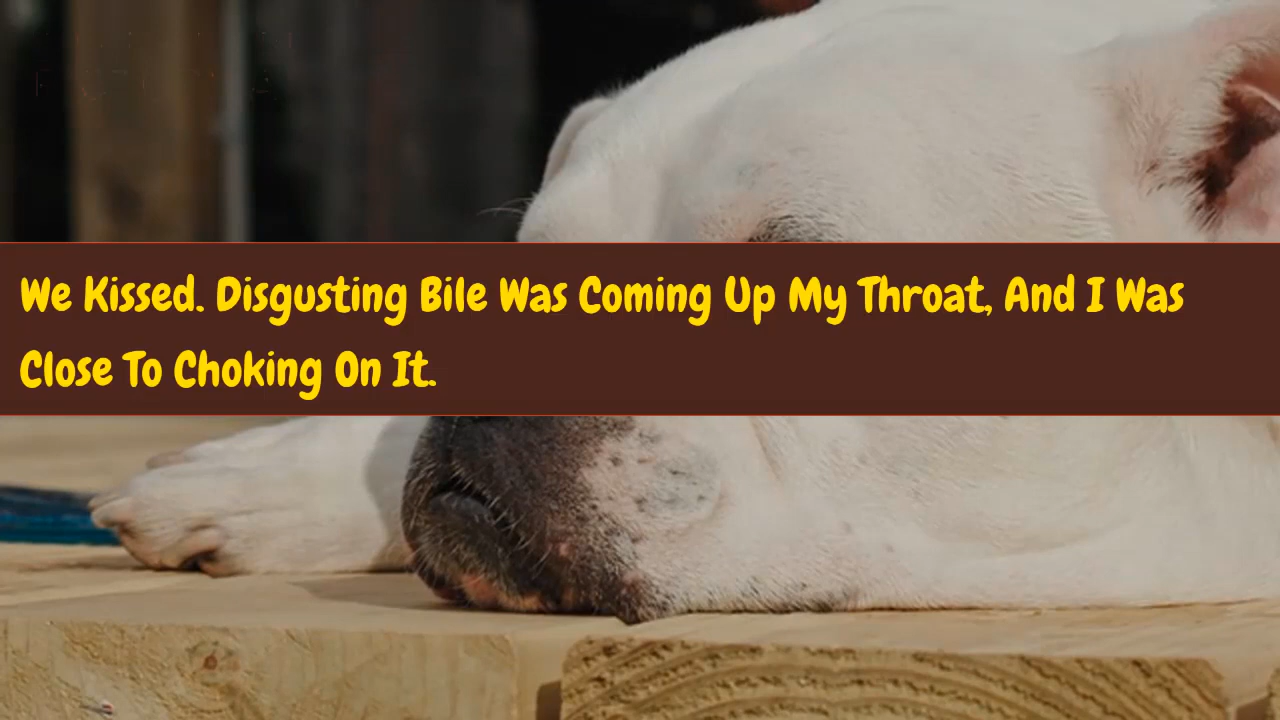 We Kissed. Disgusting Bile Was Coming Up My Throat, And I Was
Close To Choking On It.